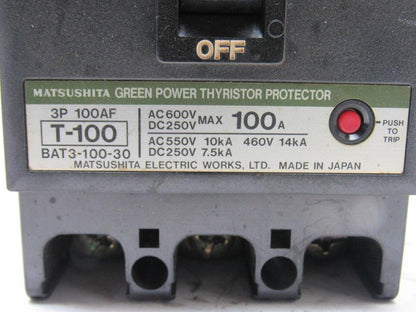 OFF
MATSUSHITA GREEN POWER THYRISTOR PROTECTOR
3P 100AF
T-100
BAT3-100-30
AC600V
DC250V MAX 100A
AC550V 10kA 460V 14kA
DC250V 7.5kA
PUSH
TO
TRIP
MATSUSHITA ELECTRIC WORKS, LTD. MADE IN JAPAN